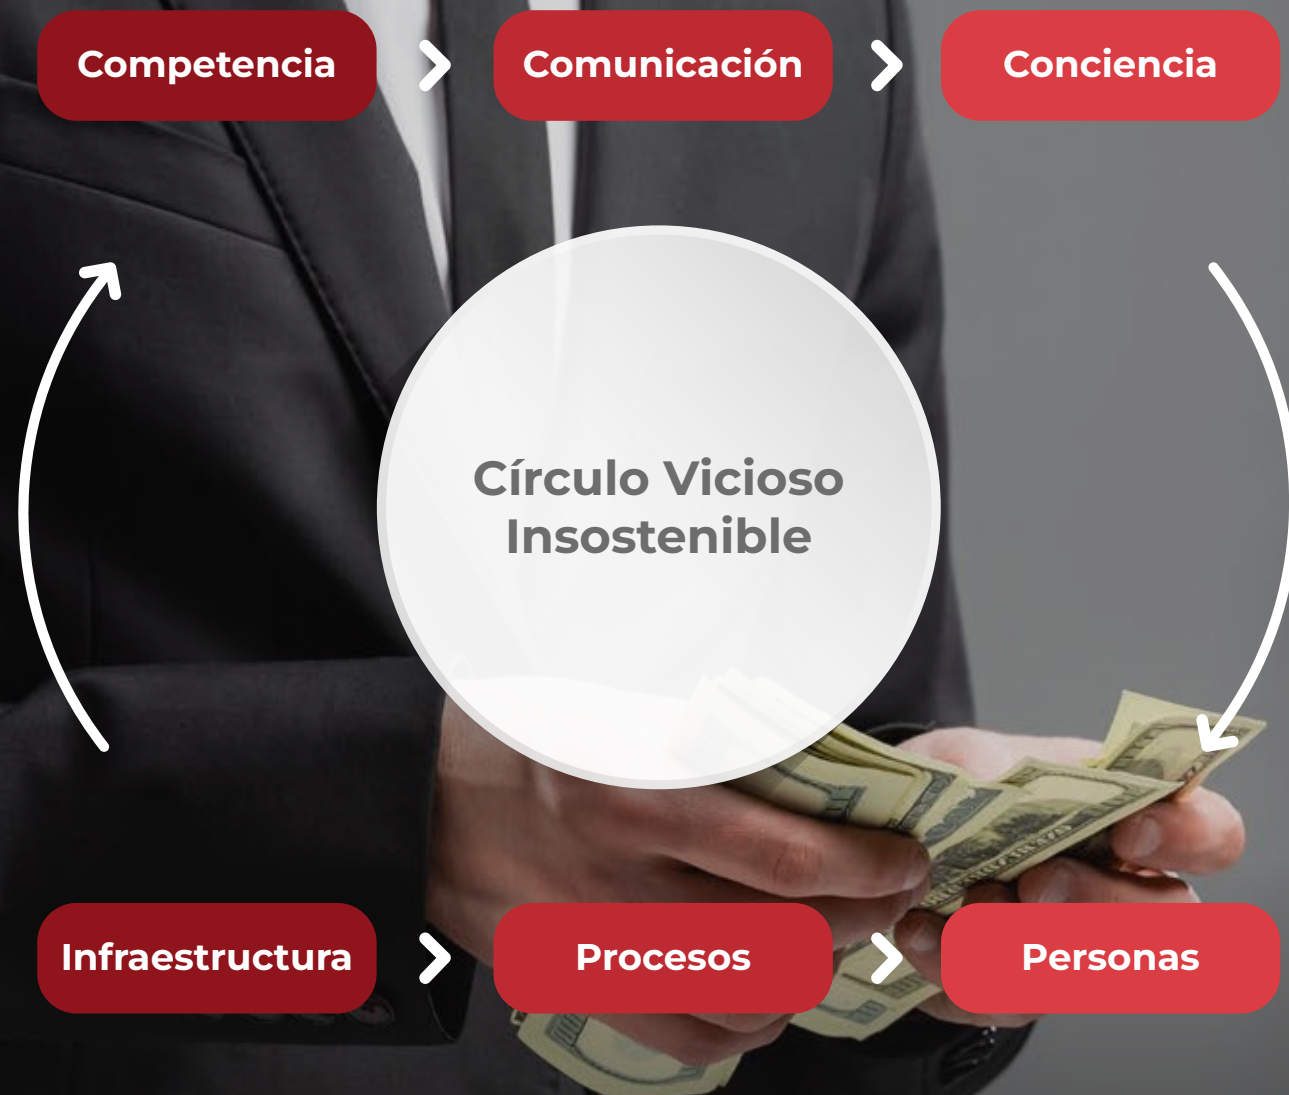 Competencia
Comunicación
Conciencia
Círculo Vicioso
Insostenible
Infraestructura
Procesos
Personas